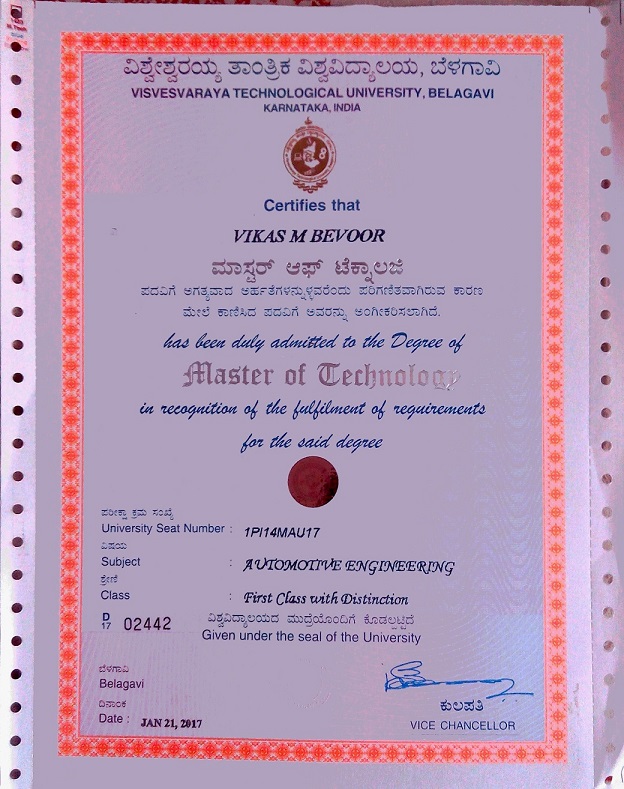 ವಿಶ್ವೇಶ್ವರಯ್ಯ ತಾಂತ್ರಿಕ ವಿಶ್ವವಿದ್ಯಾಲಯ, ಬೆಳಗಾವಿ
VISVESVARAYA TECHNOLOGICAL UNIVERSITY, BELAGAVI
KARNATAKA, INDIA
Certifies that
VIKAS M BEVOOR
ಮಾಸ್ಟರ್ ಆಫ್ ಟೆಕ್ನಾಲಜಿ
ಪದವಿಗೆ ಅಗತ್ಯವಾದ ಅರ್ಹತೆಗಳನ್ನುಳ್ಳವರೆಂದು ಪರಿಗಣಿತವಾಗಿರುವ ಕಾರಣ
ಮೇಲೆ ಕಾಣಿಸಿದ ಪದವಿಗೆ ಅವರನ್ನು ಅಂಗೀಕರಿಸಲಾಗಿದೆ.
has been duly admitted to the Degree of
Master of Technology
in recognition of the fulfilment of requirements
for the said degree
ಪರೀಕ್ಷಾ ಕ್ರಮ ಸಂಖ್ಯೆ
University Seat Number : 1PI14MAU17
ವಿಷಯ
Subject : AUTOMOTIVE ENGINEERING
ಶ್ರೇಣಿ
Class : First Class with Distinction
D 17 02442
ವಿಶ್ವವಿದ್ಯಾಲಯದ ಮುದ್ರೆಯೊಂದಿಗೆ ಕೊಡಲ್ಪಟ್ಟಿದೆ
Given under the seal of the University
ಬೆಳಗಾವಿ
Belagavi
ದಿನಾಂಕ
Date : JAN 21, 2017
ಕುಲಪತಿ
VICE CHANCELLOR